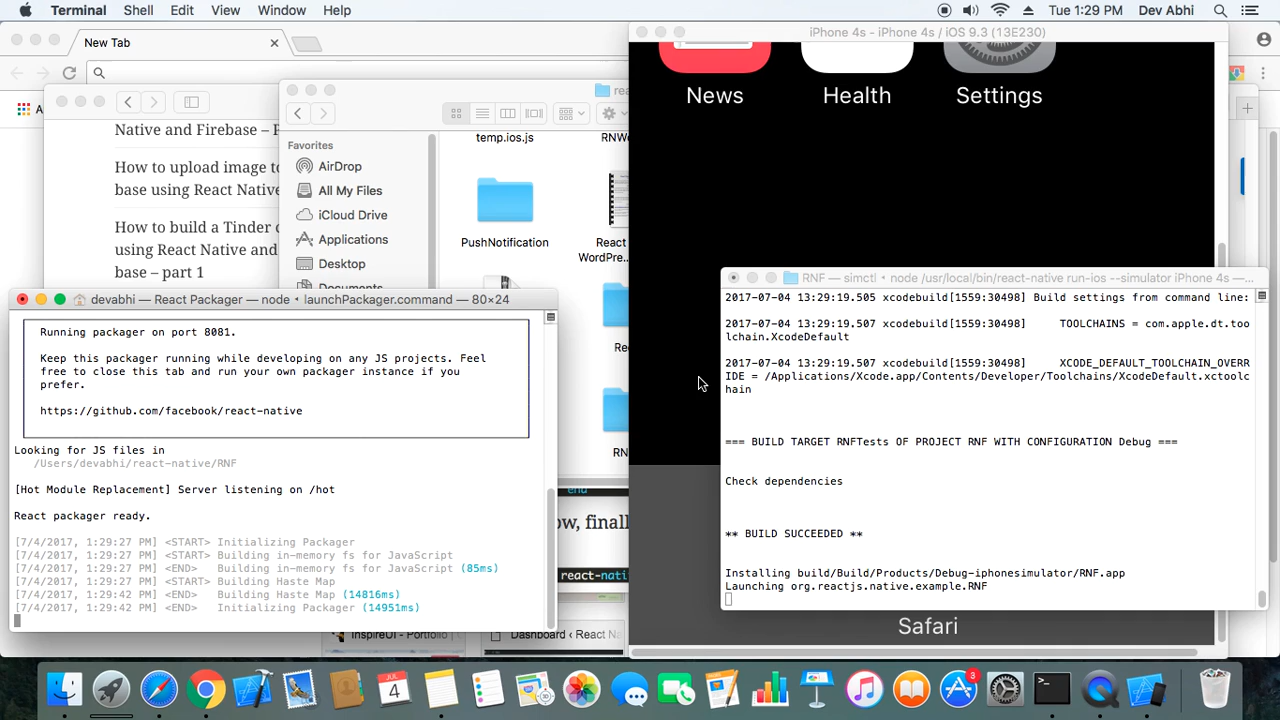 Terminal Shell Edit View Window Help
Tue 1:29 PM Dev Abhi
New Tab
iPhone 4s - iPhone 4s / iOS 9.3 (13E230)
News Health Settings
Native and Firebase –
How to upload image to
base using React Native
How to build a Tinder
using React Native and
base – part 1
Favorites
AirDrop
All My Files
iCloud Drive
Applications
Desktop
temp.ios.js
PushNotification
React
WordPre...
devabhi — React Packager — node ◂ launchPackager.command — 80×24
Running packager on port 8081.
Keep this packager running while developing on any JS projects. Feel
free to close this tab and run your own packager instance if you
prefer.
https://github.com/facebook/react-native
Looking for JS files in
/Users/devabhi/react-native/RNF
[Hot Module Replacement] Server listening on /hot
React packager ready.
[7/4/2017, 1:29:27 PM] <START> Initializing Packager
[7/4/2017, 1:29:27 PM] <START> Building in-memory fs for JavaScript
[7/4/2017, 1:29:27 PM] <END> Building in-memory fs for JavaScript (85ms)
[7/4/2017, 1:29:27 PM] <START> Building Haste Map
[7/4/2017, 1:29:42 PM] <END> Building Haste Map (14816ms)
[7/4/2017, 1:29:42 PM] <END> Initializing Packager (14951ms)
end
ow, finall
react-nati
InspireUI - Portfolio
Dashboard ‹ React Na
RNF — simctl ◂ node /usr/local/bin/react-native run-ios --simulator iPhone 4s —...
2017-07-04 13:29:19.505 xcodebuild[1559:30498] Build settings from command line:
2017-07-04 13:29:19.507 xcodebuild[1559:30498] TOOLCHAINS = com.apple.dt.too
lchain.XcodeDefault
2017-07-04 13:29:19.507 xcodebuild[1559:30498] XCODE_DEFAULT_TOOLCHAIN_OVER
RIDE = /Applications/Xcode.app/Contents/Developer/Toolchains/XcodeDefault.xctoolc
hain
=== BUILD TARGET RNFTests OF PROJECT RNF WITH CONFIGURATION Debug ===
Check dependencies
** BUILD SUCCEEDED **
Installing build/Build/Products/Debug-iphonesimulator/RNF.app
Launching org.reactjs.native.example.RNF
Safari
JUL
4
3